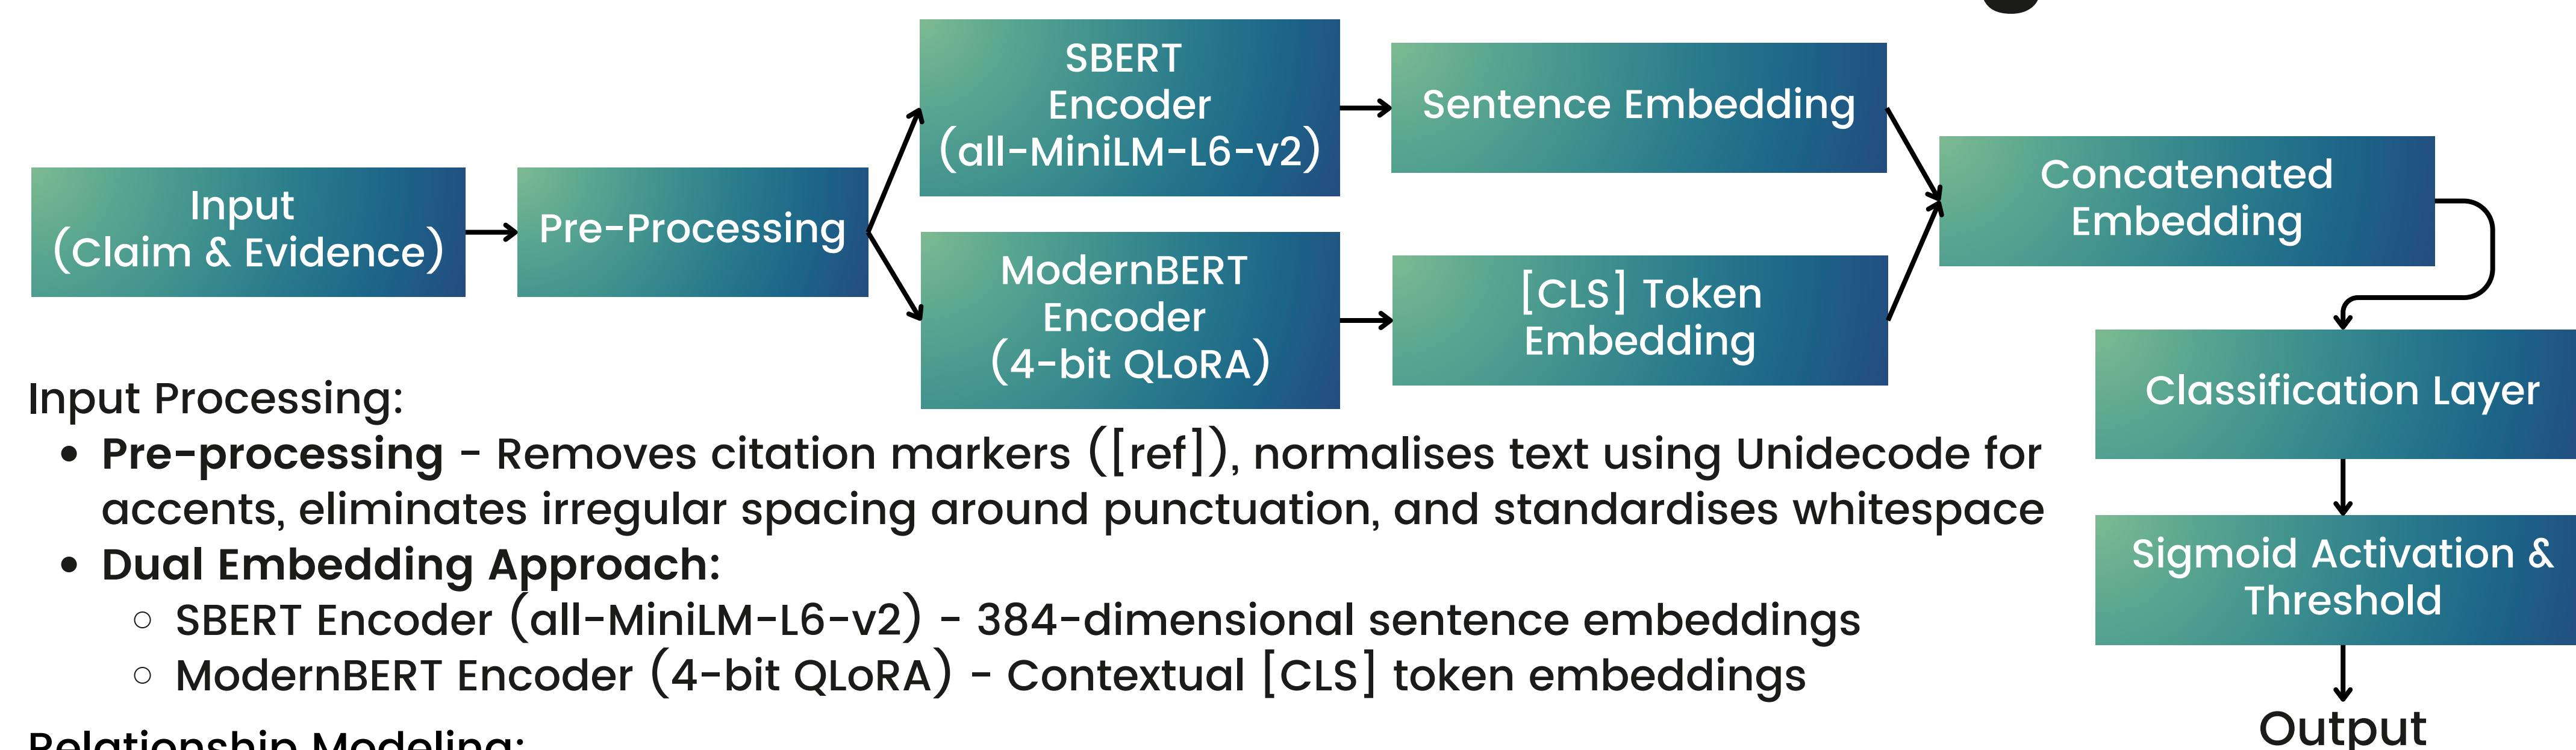 SBERT
Encoder
(all-MiniLM-L6-v2)
Sentence Embedding
Input
(Claim & Evidence)
Pre-Processing
Concatenated
Embedding
ModernBERT
Encoder
(4-bit QLoRA)
[CLS] Token
Embedding
Classification Layer
Sigmoid Activation &
Threshold
Output
Input Processing:
• Pre-processing - Removes citation markers ([ref]), normalises text using Unidecode for
accents, eliminates irregular spacing around punctuation, and standardises whitespace
• Dual Embedding Approach:
○ SBERT Encoder (all-MiniLM-L6-v2) - 384-dimensional sentence embeddings
○ ModernBERT Encoder (4-bit QLoRA) - Contextual [CLS] token embeddings
Relationship Modeling: